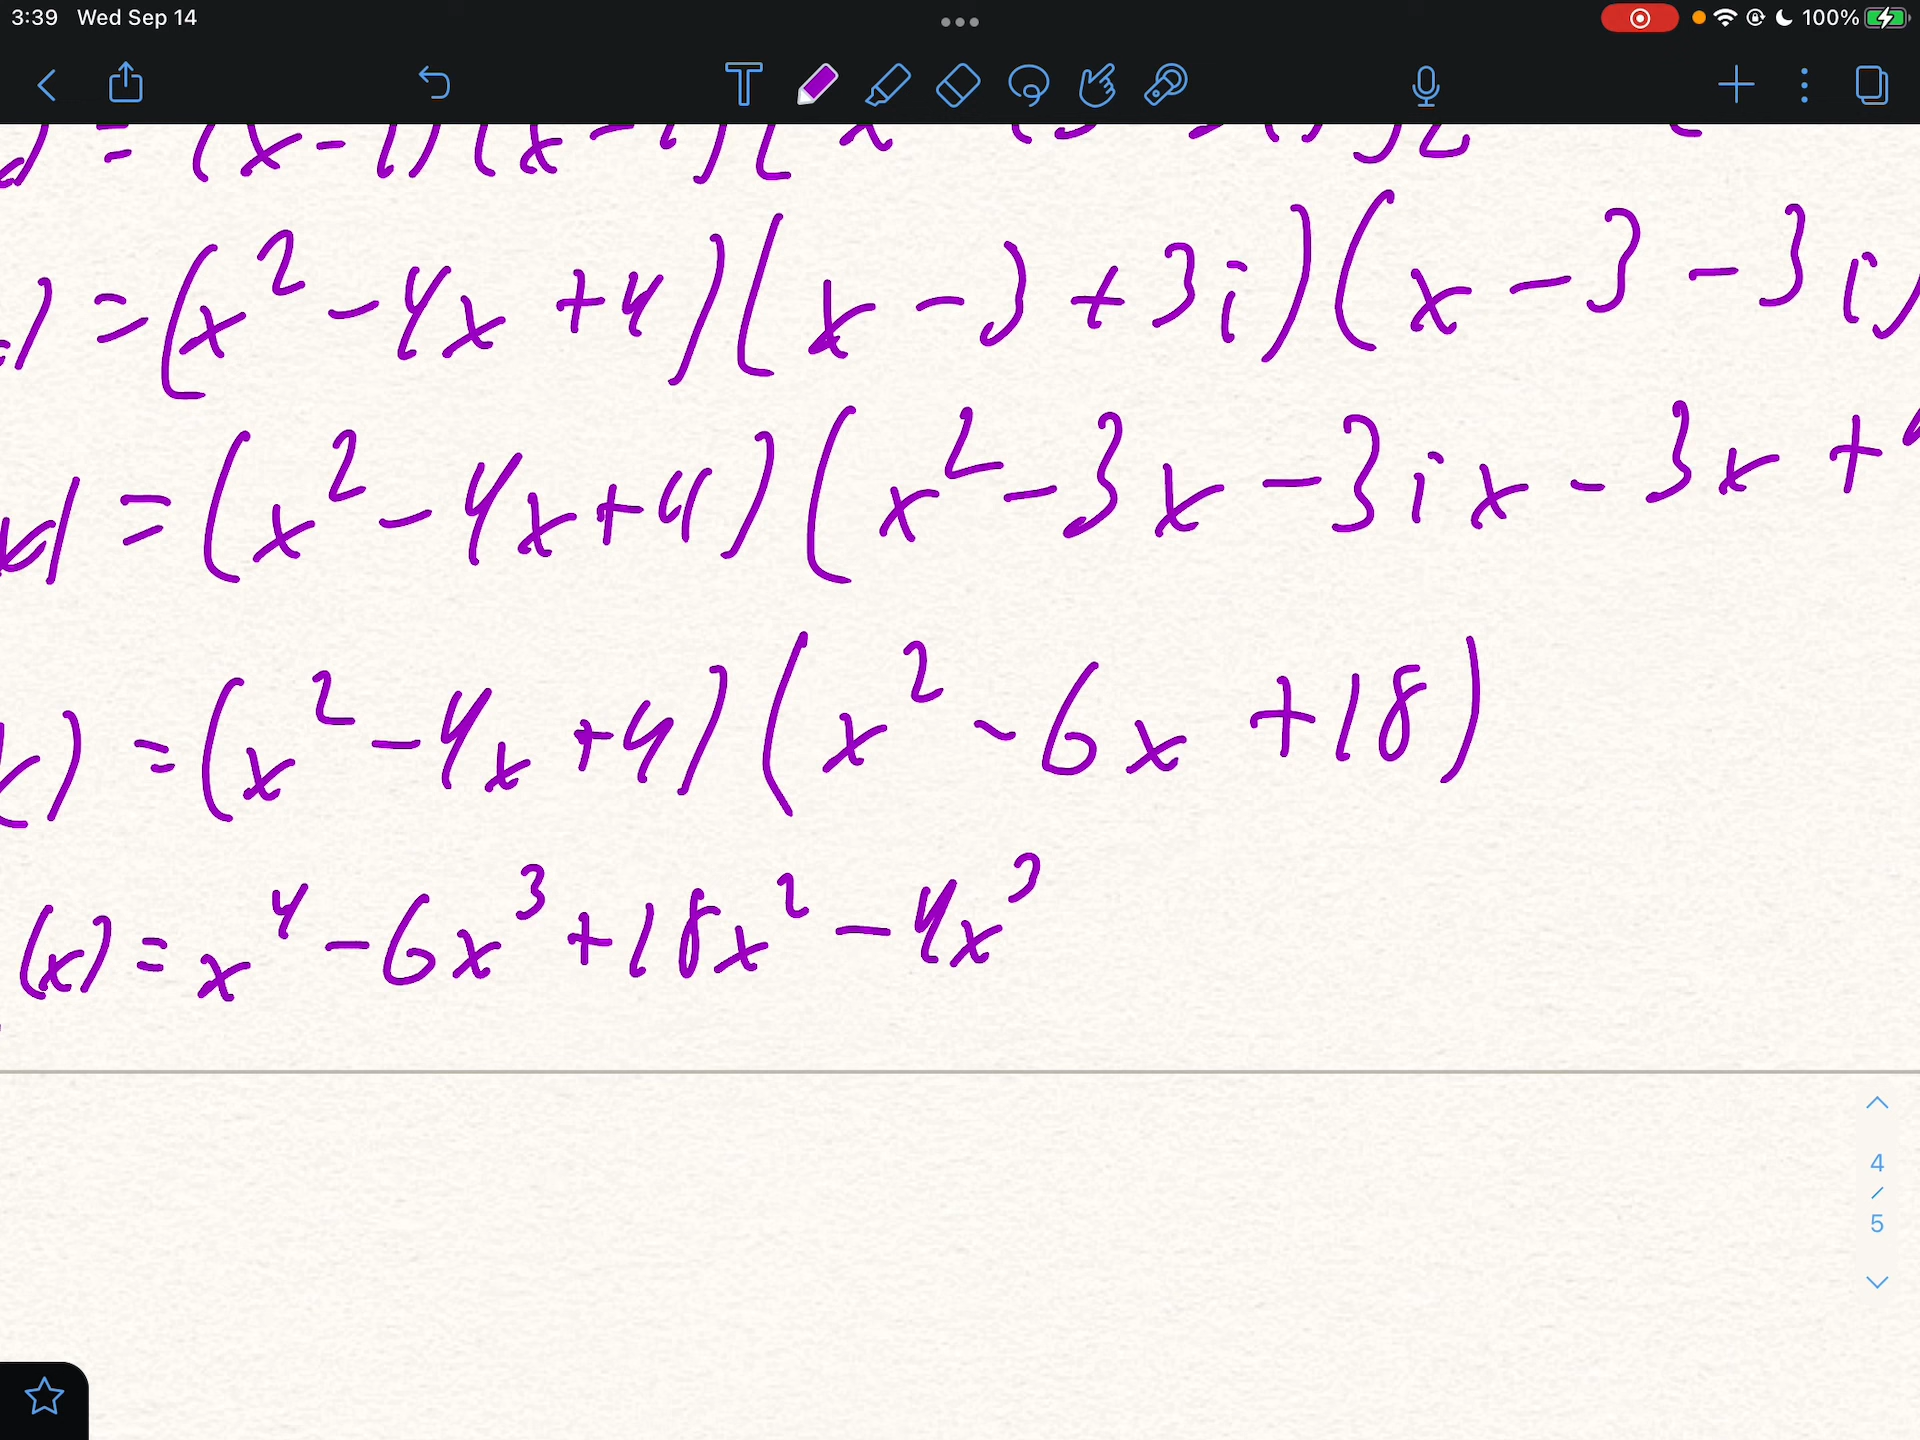 3:39 Wed Sep 14
100%
T
) = (x² - 4x + 4)(x - 3 + 3i)(x - 3 - 3i)
x) = (x² - 4x + 4)(x² - 3x - 3ix - 3x +
x) = (x² - 4x + 4)(x² - 6x + 18)
(x) = x⁴ - 6x³ + 18x² - 4x³
4
/
5